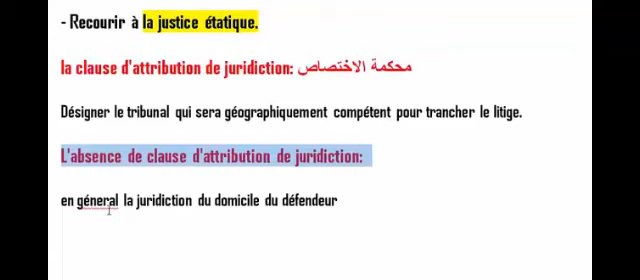 - Recourir à la justice étatique.
la clause d'attribution de juridiction: محكمة الاختصاص
Désigner le tribunal qui sera géographiquement compétent pour trancher le litige.
L'absence de clause d'attribution de juridiction:
en géneral la juridiction du domicile du défendeur